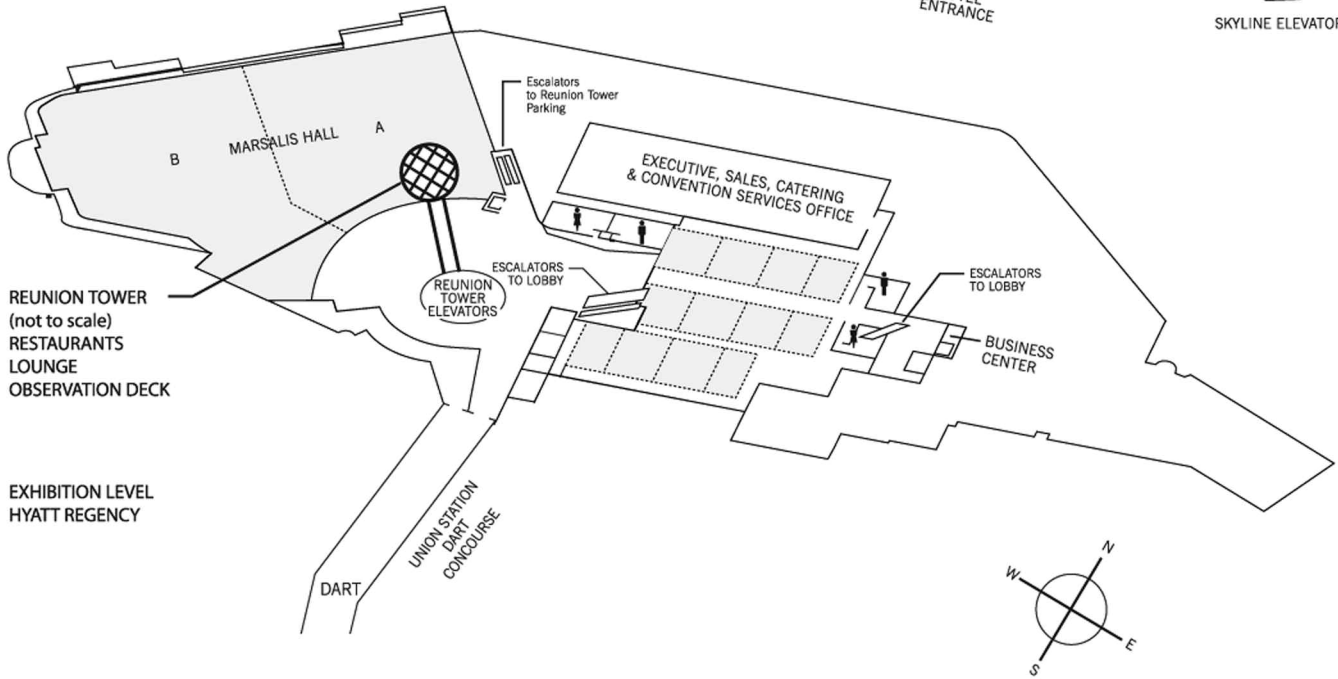 ENTRANCE
SKYLINE ELEVATOR
Escalators
to Reunion Tower
Parking
MARSALIS HALL
A
B
EXECUTIVE, SALES, CATERING
& CONVENTION SERVICES OFFICE
ESCALATORS
TO LOBBY
REUNION
TOWER
ELEVATORS
ESCALATORS
TO LOBBY
BUSINESS
CENTER
REUNION TOWER
(not to scale)
RESTAURANTS
LOUNGE
OBSERVATION DECK
EXHIBITION LEVEL
HYATT REGENCY
UNION STATION
DART
CONCOURSE
DART
N
W
E
S